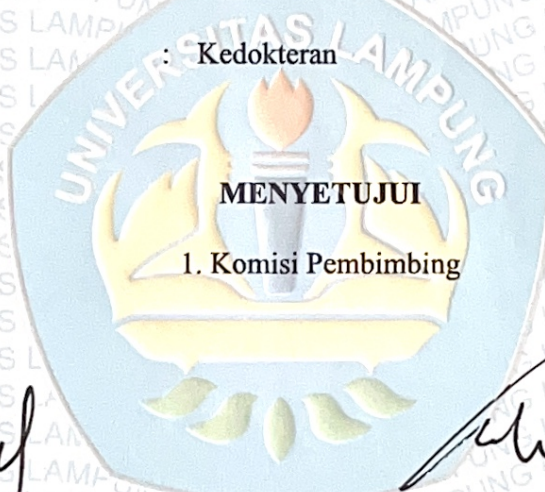 : Kedokteran
UNIVERSITAS LAMPUNG
MENYETUJUI
1. Komisi Pembimbing